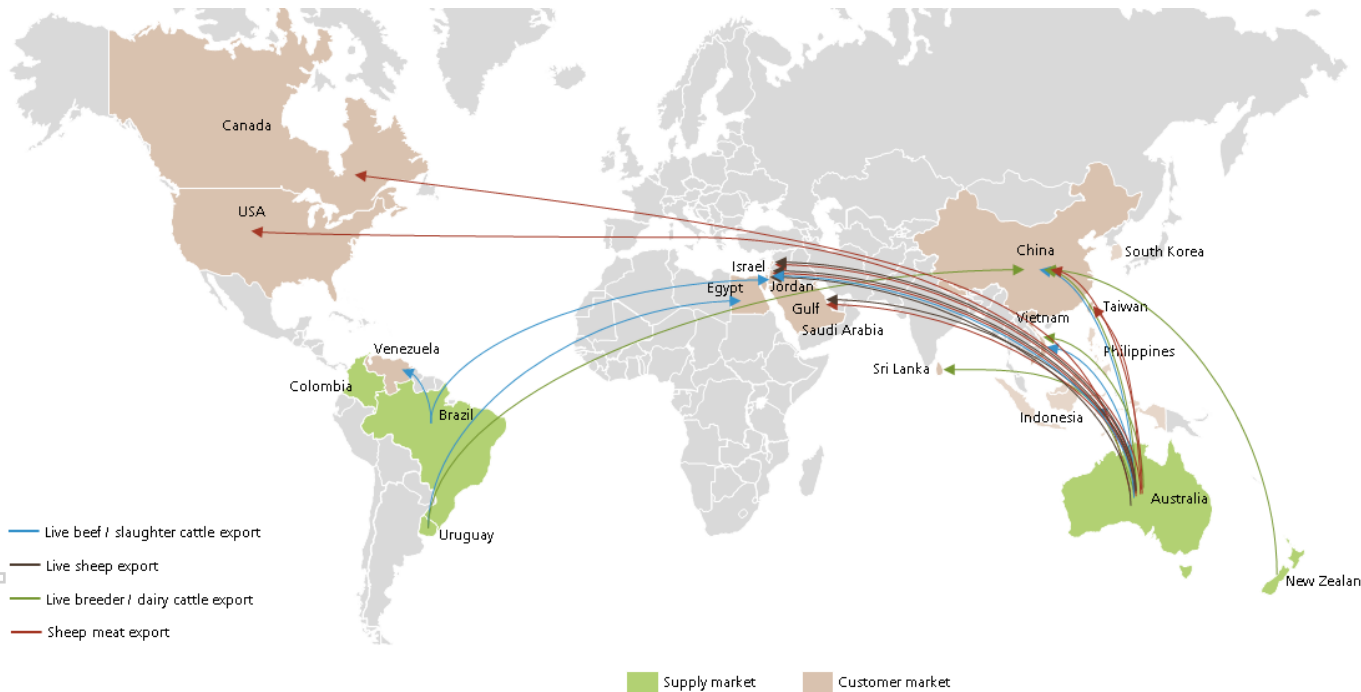 Canada
USA
China
South Korea
Israel
Egypt
Jordan
Gulf
Saudi Arabia
Vietnam
Taiwan
Philippines
Venezuela
Colombia
Sri Lanka
Brazil
Indonesia
Australia
Uruguay
New Zealan
Live beef / slaughter cattle export
Live sheep export
Live breeder / dairy cattle export
Sheep meat export
Supply market
Customer market